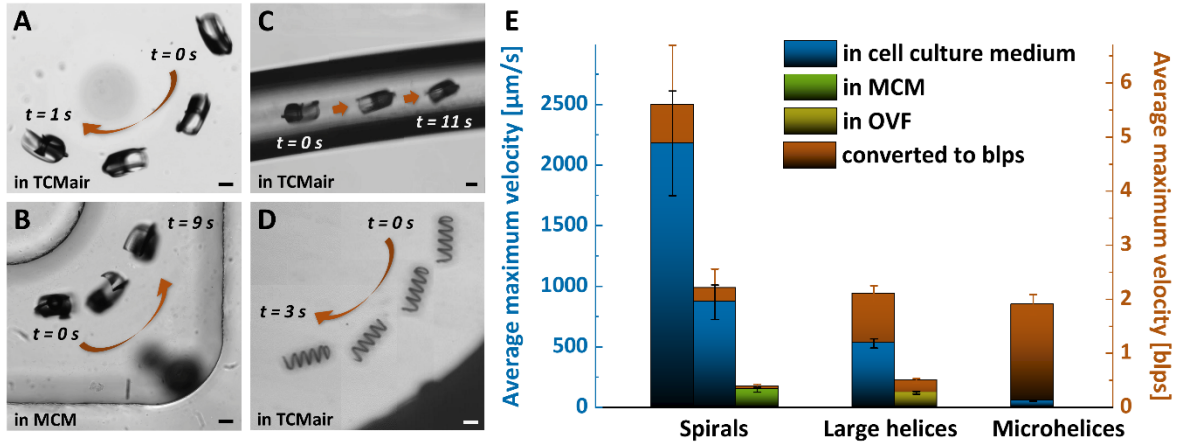 A
t = 0 s
t = 1 s
in TCMair
B
t = 9 s
t = 0 s
in MCM
C
t = 0 s
t = 11 s
in TCMair
D
t = 0 s
t = 3 s
in TCMair
E
Average maximum velocity [µm/s]
2500
2000
1500
1000
500
0
in cell culture medium
in MCM
in OVF
converted to blps
Average maximum velocity [blps]
6
5
4
3
2
1
0
Spirals
Large helices
Microhelices